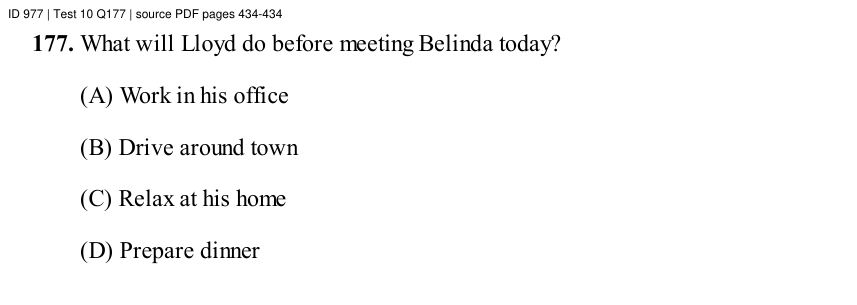 ID 977 | Test 10 Q177 | source PDF pages 434-434
177. What will Lloyd do before meeting Belinda today?
(A) Work in his office
(B) Drive around town
(C) Relax at his home
(D) Prepare dinner